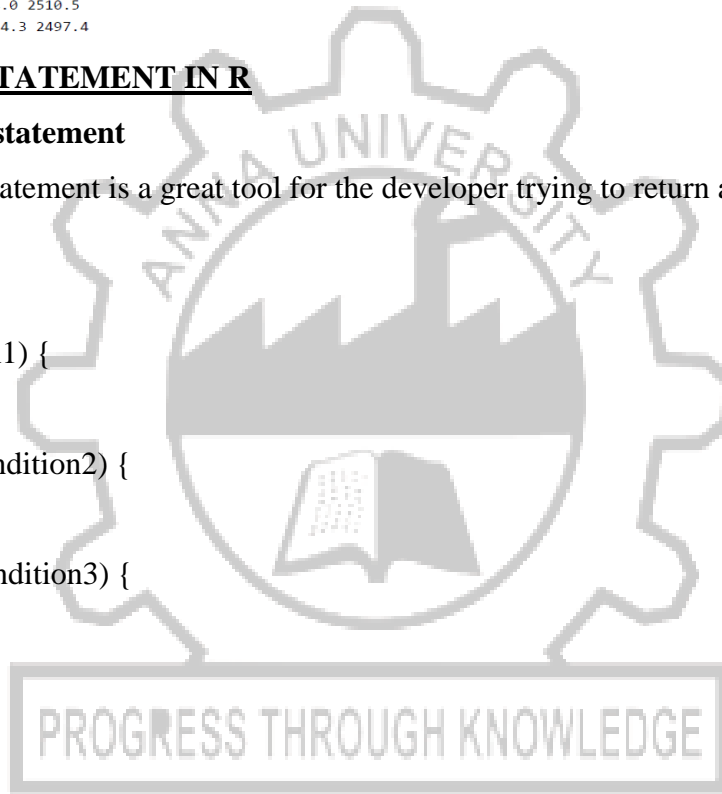 .0 2510.5
4.3 2497.4
TATEMENT IN R
statement
tatement is a great tool for the developer trying to return a
1) {
ndition2) {
ndition3) {
ANNA UNIVERSITY
PROGRESS THROUGH KNOWLEDGE